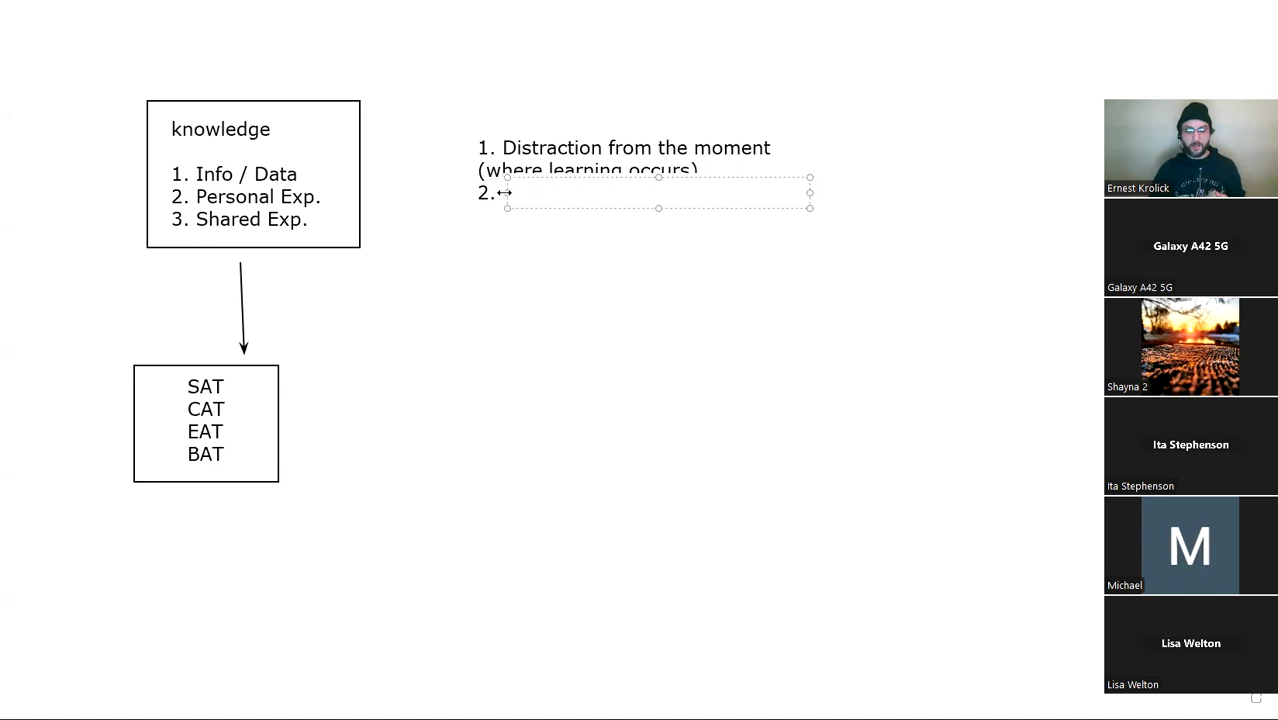 knowledge
1. Info / Data
2. Personal Exp.
3. Shared Exp.
SAT
CAT
EAT
BAT
1. Distraction from the moment
(where learning occurs)
2.
Ernest Krolick
Galaxy A42 5G
Galaxy A42 5G
Shayna 2
Ita Stephenson
Ita Stephenson
M
Michael
Lisa Welton
Lisa Welton